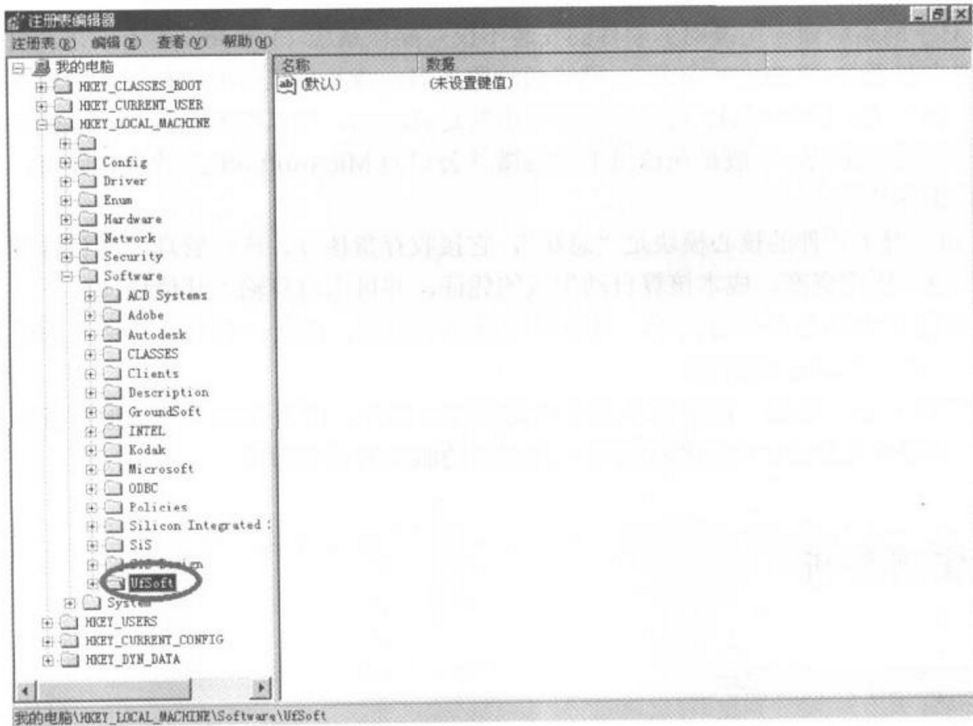 注册表编辑器
注册表(R) 编辑(E) 查看(V) 帮助(H)
我的电脑
HKEY_CLASSES_ROOT
HKEY_CURRENT_USER
HKEY_LOCAL_MACHINE
Config
Driver
Enum
Hardware
Network
Security
Software
ACD Systems
Adobe
Autodesk
CLASSES
Clients
Description
GroundSoft
INTEL
Kodak
Microsoft
ODBC
Policies
Silicon Integrated
SiS
Design
UfSoft
System
HKEY_USERS
HKEY_CURRENT_CONFIG
HKEY_DYN_DATA
名称 数据
ab (默认) (未设置键值)
我的电脑\HKEY_LOCAL_MACHINE\Software\UfSoft